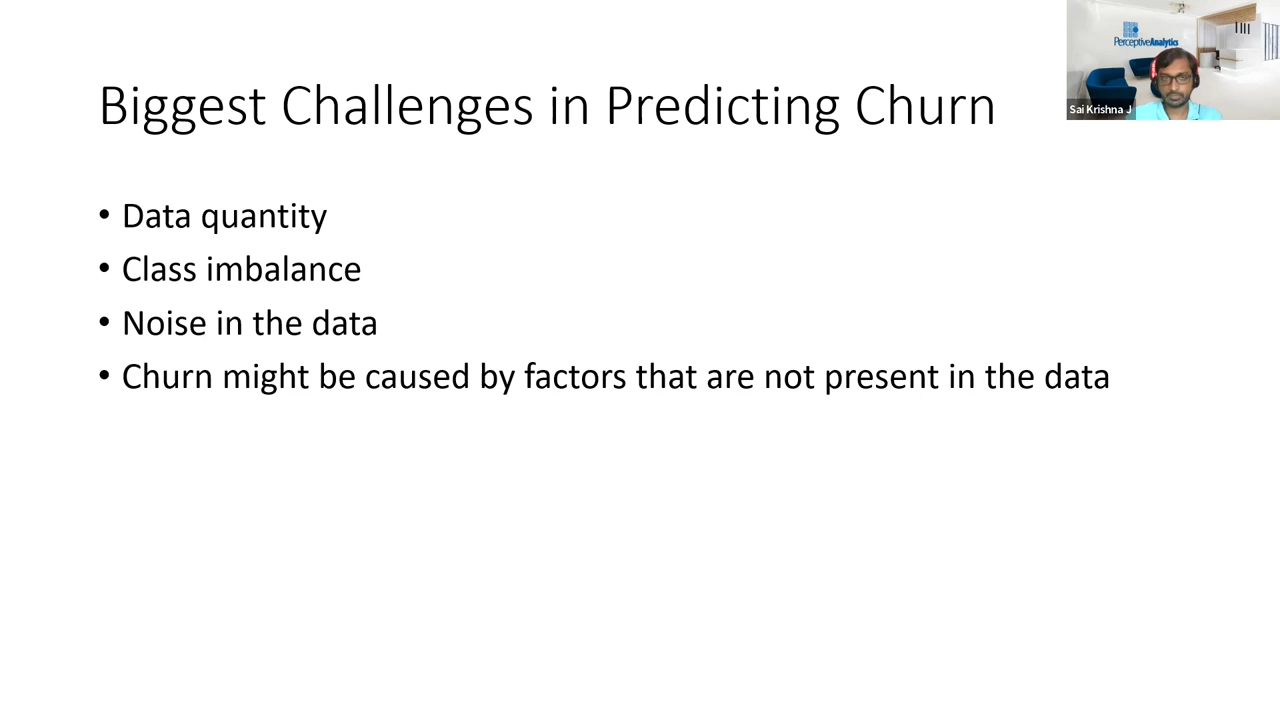 Biggest Challenges in Predicting Churn
PerceptiveAnalytics
Sai Krishna J
• Data quantity
• Class imbalance
• Noise in the data
• Churn might be caused by factors that are not present in the data